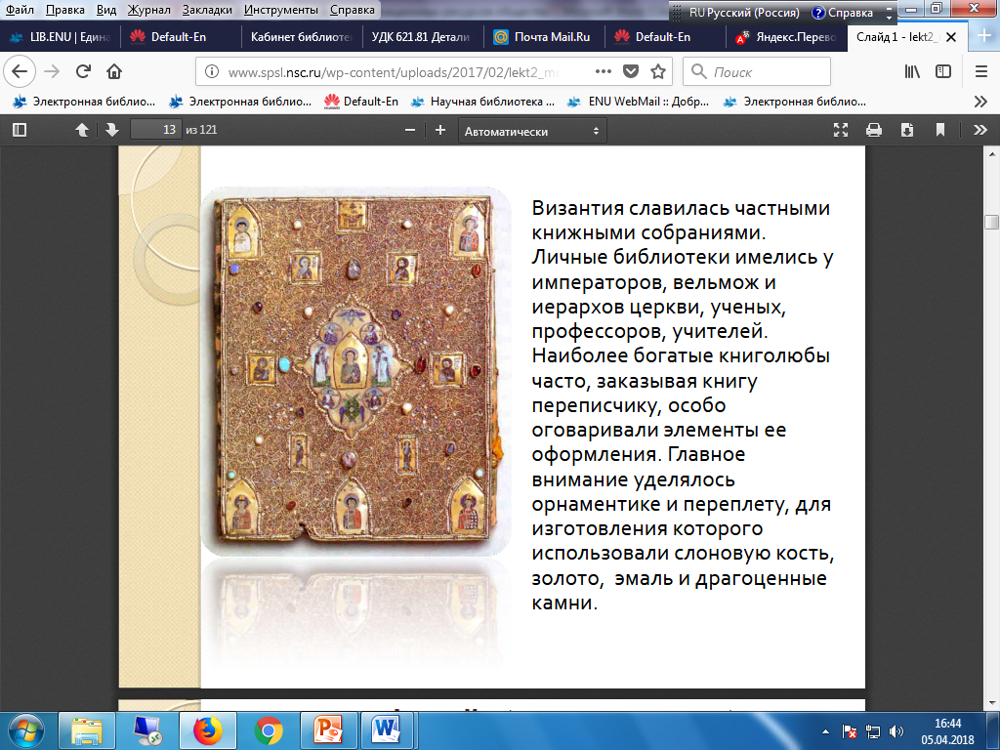 Файл Правка Вид Журнал Закладки Инструменты Справка
RU Русский (Россия) Справка
LIB.ENU | Едина
Default-En
Кабинет библиоте
УДК 621.81 Детали
Почта Mail.Ru
Default-En
Яндекс.Перево
Слайд 1 - lekt2_
www.spsl.nsc.ru/wp-content/uploads/2017/02/lekt2_m
Поиск
Электронная библио...
Электронная библио...
Default-En
Научная библиотека ...
ENU WebMail :: Добр...
Электронная библио...
13 из 121
Автоматически
Византия славилась частными
книжными собраниями.
Личные библиотеки имелись у
императоров, вельмож и
иерархов церкви, ученых,
профессоров, учителей.
Наиболее богатые книголюбы
часто, заказывая книгу
переписчику, особо
оговаривали элементы ее
оформления. Главное
внимание уделялось
орнаментике и переплету, для
изготовления которого
использовали слоновую кость,
золото, эмаль и драгоценные
камни.
16:44
05.04.2018